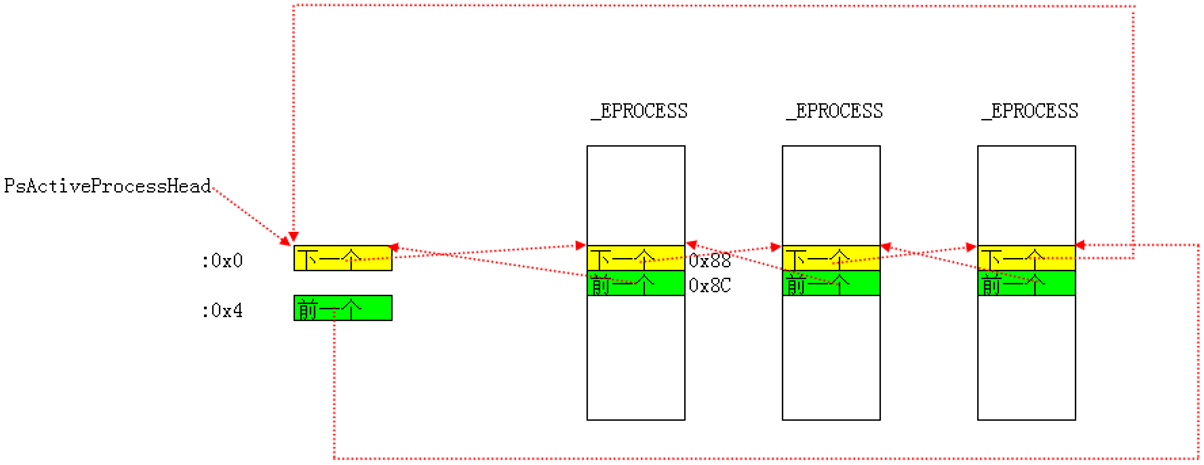 _EPROCESS _EPROCESS _EPROCESS
PsActiveProcessHead
:0x0 下一个 下一个 0x88 下一个 下一个
前一个 0x8C 前一个 前一个
:0x4 前一个